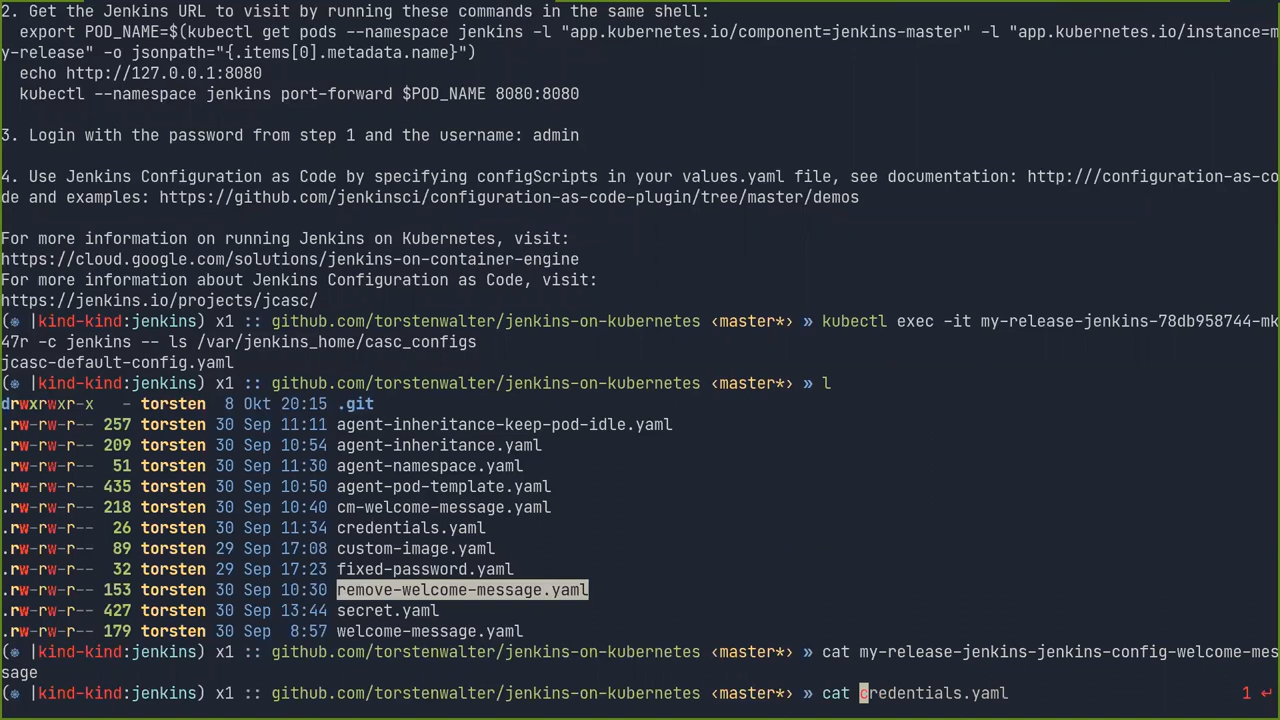 2. Get the Jenkins URL to visit by running these commands in the same shell:
  export POD_NAME=$(kubectl get pods --namespace jenkins -l "app.kubernetes.io/component=jenkins-master" -l "app.kubernetes.io/instance=m
y-release" -o jsonpath="{.items[0].metadata.name}")
  echo http://127.0.0.1:8080
  kubectl --namespace jenkins port-forward $POD_NAME 8080:8080
3. Login with the password from step 1 and the username: admin
4. Use Jenkins Configuration as Code by specifying configScripts in your values.yaml file, see documentation: http:///configuration-as-co
de and examples: https://github.com/jenkinsci/configuration-as-code-plugin/tree/master/demos
For more information on running Jenkins on Kubernetes, visit:
https://cloud.google.com/solutions/jenkins-on-container-engine
For more information about Jenkins Configuration as Code, visit:
https://jenkins.io/projects/jcasc/
(⎈ |kind-kind:jenkins) x1 :: github.com/torstenwalter/jenkins-on-kubernetes ‹master*› » kubectl exec -it my-release-jenkins-78db958744-mk
47r -c jenkins -- ls /var/jenkins_home/casc_configs
jcasc-default-config.yaml
(⎈ |kind-kind:jenkins) x1 :: github.com/torstenwalter/jenkins-on-kubernetes ‹master*› » l
drwxrwxr-x   - torsten  8 Okt 20:15 .git
.rw-rw-r-- 257 torsten 30 Sep 11:11 agent-inheritance-keep-pod-idle.yaml
.rw-rw-r-- 209 torsten 30 Sep 10:54 agent-inheritance.yaml
.rw-rw-r--  51 torsten 30 Sep 11:30 agent-namespace.yaml
.rw-rw-r-- 435 torsten 30 Sep 10:50 agent-pod-template.yaml
.rw-rw-r-- 218 torsten 30 Sep 10:40 cm-welcome-message.yaml
.rw-rw-r--  26 torsten 30 Sep 11:34 credentials.yaml
.rw-rw-r--  89 torsten 29 Sep 17:08 custom-image.yaml
.rw-rw-r--  32 torsten 29 Sep 17:23 fixed-password.yaml
.rw-rw-r-- 153 torsten 30 Sep 10:30 remove-welcome-message.yaml
.rw-rw-r-- 427 torsten 30 Sep 13:44 secret.yaml
.rw-rw-r-- 179 torsten 30 Sep  8:57 welcome-message.yaml
(⎈ |kind-kind:jenkins) x1 :: github.com/torstenwalter/jenkins-on-kubernetes ‹master*› » cat my-release-jenkins-jenkins-config-welcome-mes
sage
(⎈ |kind-kind:jenkins) x1 :: github.com/torstenwalter/jenkins-on-kubernetes ‹master*› » cat credentials.yaml 1 ↵